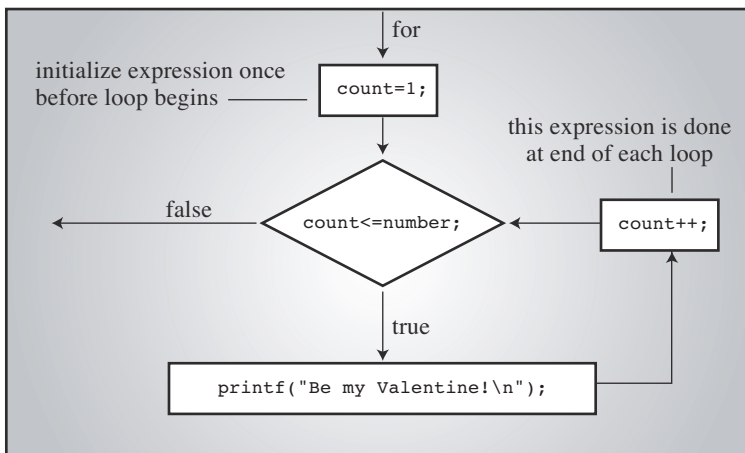 for
initialize expression once
before loop begins
count=1;
this expression is done
at end of each loop
false
count<=number;
count++;
true
printf("Be my Valentine!\n");